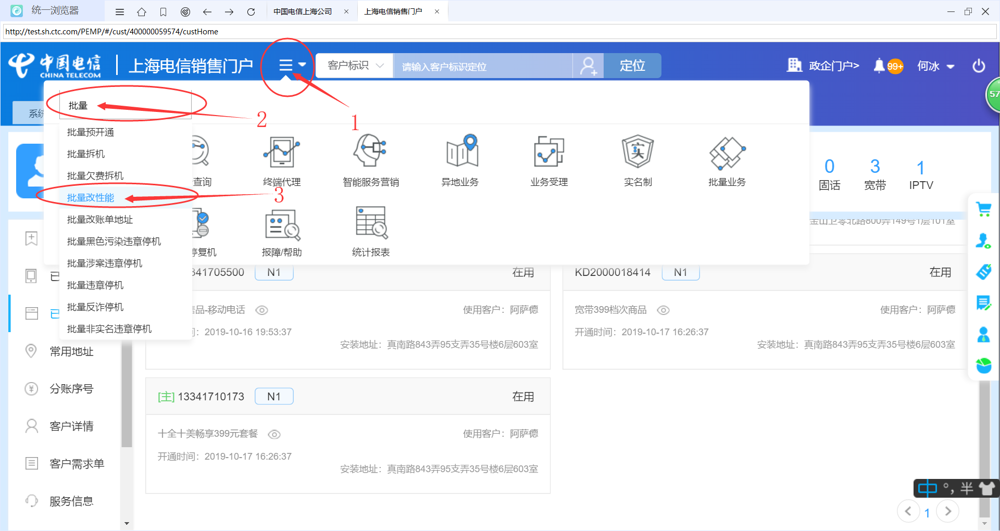 统一浏览器
中国电信上海公司
上海电信销售门户
http://test.sh.ctc.com/PEMP/#/cust/400000059574/custHome
中国电信
CHINA TELECOM
上海电信销售门户
客户标识
请输入客户标识定位
定位
政企门户>
99+
何冰
57
批量
系统
2
1
批量预开通
批量拆机
批量欠费拆机
批量改性能
3
批量改账单地址
批量黑色污染违章停机
批量涉案违章停机
批量违章停机
批量反诈停机
批量非实名违章停机
查询
终端代理
智能服务营销
异地业务
业务受理
实
实名制
批量业务
停复机
报障/帮助
统计报表
0
固话
3
宽带
1
IPTV
金山卫零北路800弄149号1层101室
已
已
常用地址
分账序号
客户详情
客户需求单
服务信息
341705500
N1
在用
品-移动电话
使用客户：阿萨德
间：2019-10-16 19:53:37
安装地址：真南路843弄95支弄35号楼6层603室
KD2000018414
N1
在用
宽带399档次商品
使用客户：阿萨德
开通时间：2019-10-17 16:26:37
安装地址：真南路843弄95支弄35号楼6层603室
[主] 13341710173
N1
在用
十全十美畅享399元套餐
使用客户：阿萨德
开通时间：2019-10-17 16:26:37
安装地址：真南路843弄95支弄35号楼6层603室
中 °, 半
1